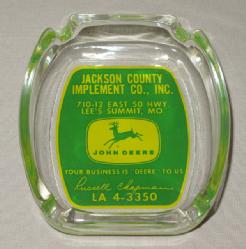 JACKSON COUNTY
IMPLEMENT CO., INC.
710-12 EAST 50 HWY.
LEE'S SUMMIT, MO.
JOHN DEERE
YOUR BUSINESS IS "DEERE" TO US
Russell Chapman
LA 4-3350